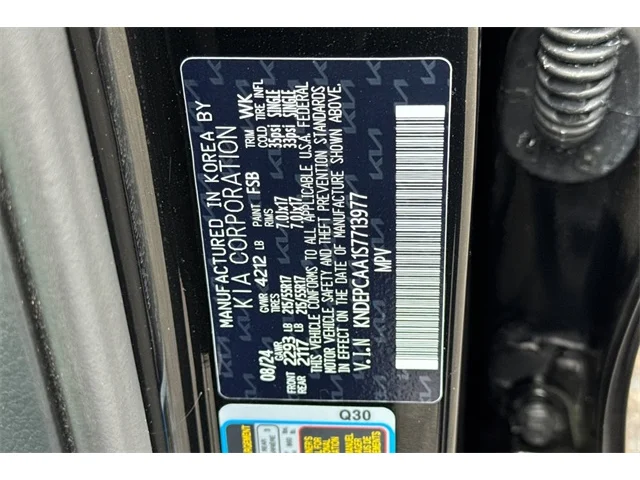 MANUFACTURED IN KOREA BY
KIA CORPORATION
08/24 GVWR 4212 LB PAINT FSB TRIM WK
GAWR TIRES RIMS COLD TIRE INFL
FRONT 2293 LB 215/55R17 7.0Jx17 35psi SINGLE
REAR 2117 LB 215/55R17 7.0Jx17 33psi SINGLE
THIS VEHICLE CONFORMS TO ALL APPLICABLE U.S.A. FEDERAL
MOTOR VEHICLE SAFETY AND THEFT PREVENTION STANDARDS
IN EFFECT ON THE DATE OF MANUFACTURE SHOWN ABOVE.
V.I.N KNDEPCAA1S7713977
MPV
Q30